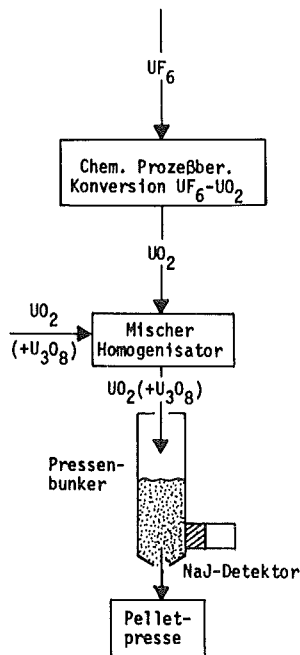 UF6
Chem. Prozeßber.
Konversion UF6-UO2
UO2
UO2
(+U3O8)
Mischer
Homogenisator
UO2(+U3O8)
Pressen-
bunker
NaJ-Detektor
Pellet-
presse